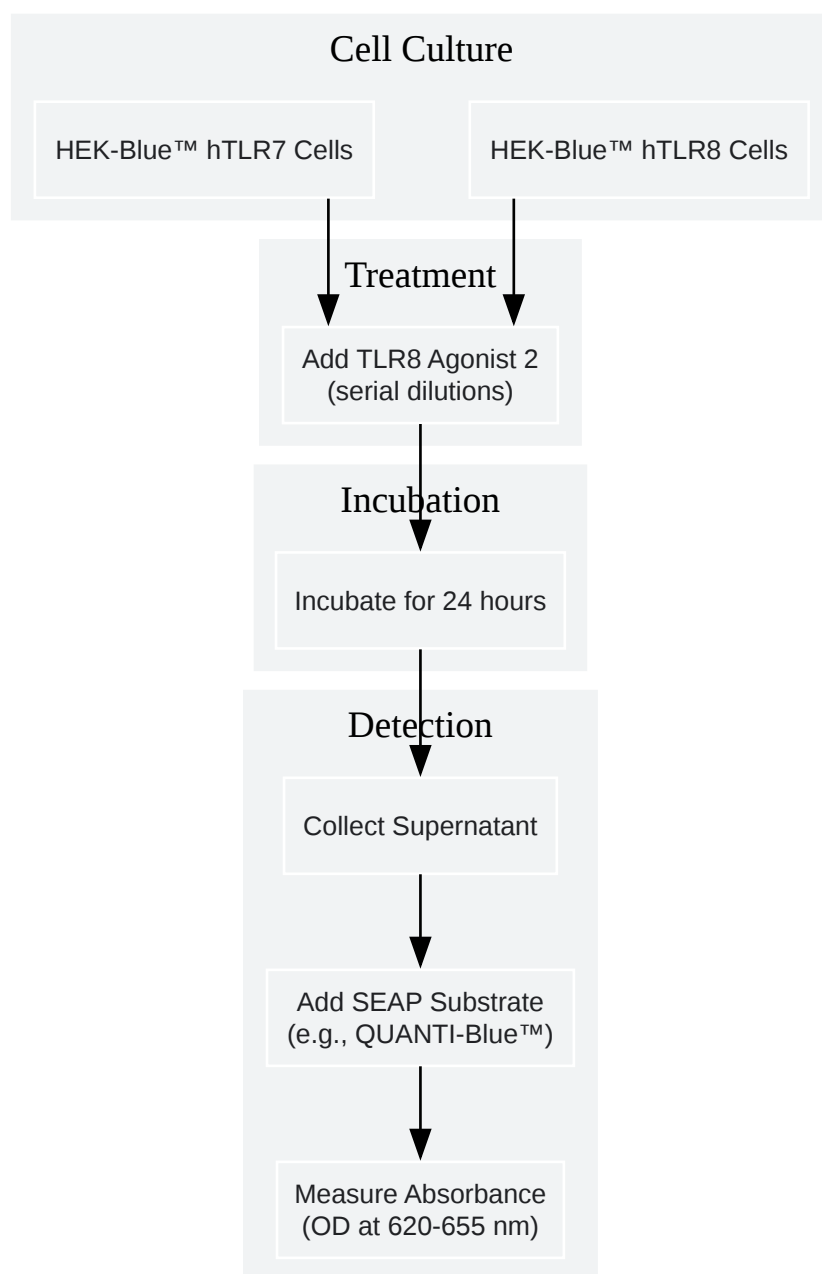 Cell Culture
HEK-Blue™ hTLR7 Cells
HEK-Blue™ hTLR8 Cells
Treatment
Add TLR8 Agonist 2
(serial dilutions)
Incubation
Incubate for 24 hours
Detection
Collect Supernatant
Add SEAP Substrate
(e.g., QUANTI-Blue™)
Measure Absorbance
(OD at 620-655 nm)